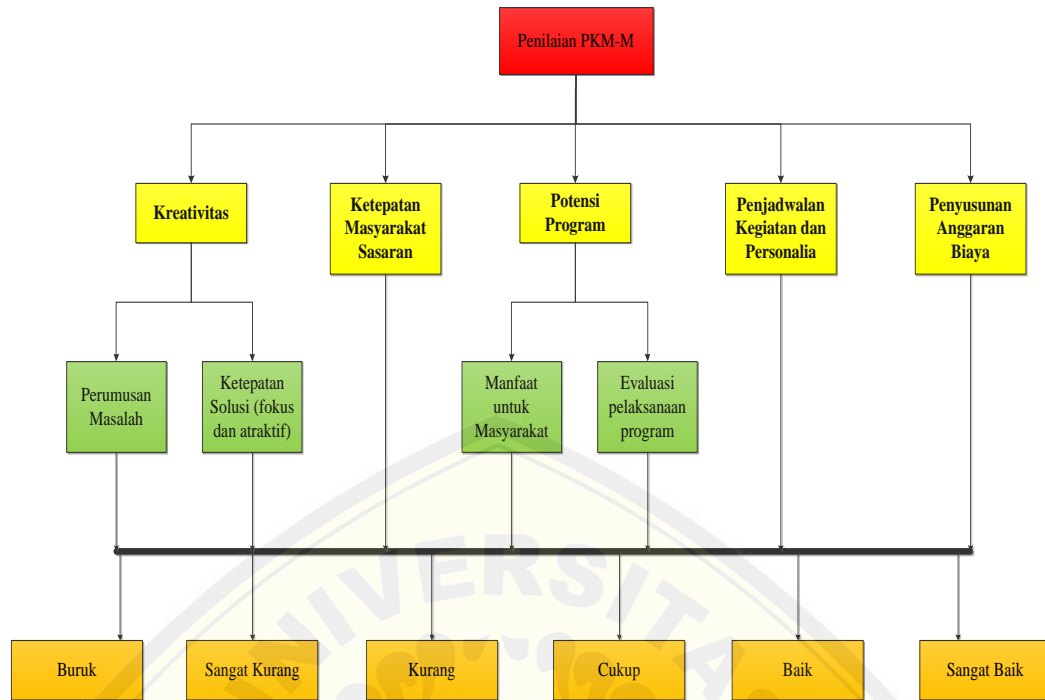 Penilaian PKM-M
Kreativitas
Ketepatan
Masyarakat
Sasaran
Potensi
Program
Penjadwalan
Kegiatan dan
Personalia
Penyusunan
Anggaran
Biaya
Perumusan
Masalah
Ketepatan
Solusi (fokus
dan atraktif)
Manfaat
untuk
Masyarakat
Evaluasi
pelaksanaan
program
UNIVERSITAS
Buruk
Sangat Kurang
Kurang
Cukup
Baik
Sangat Baik